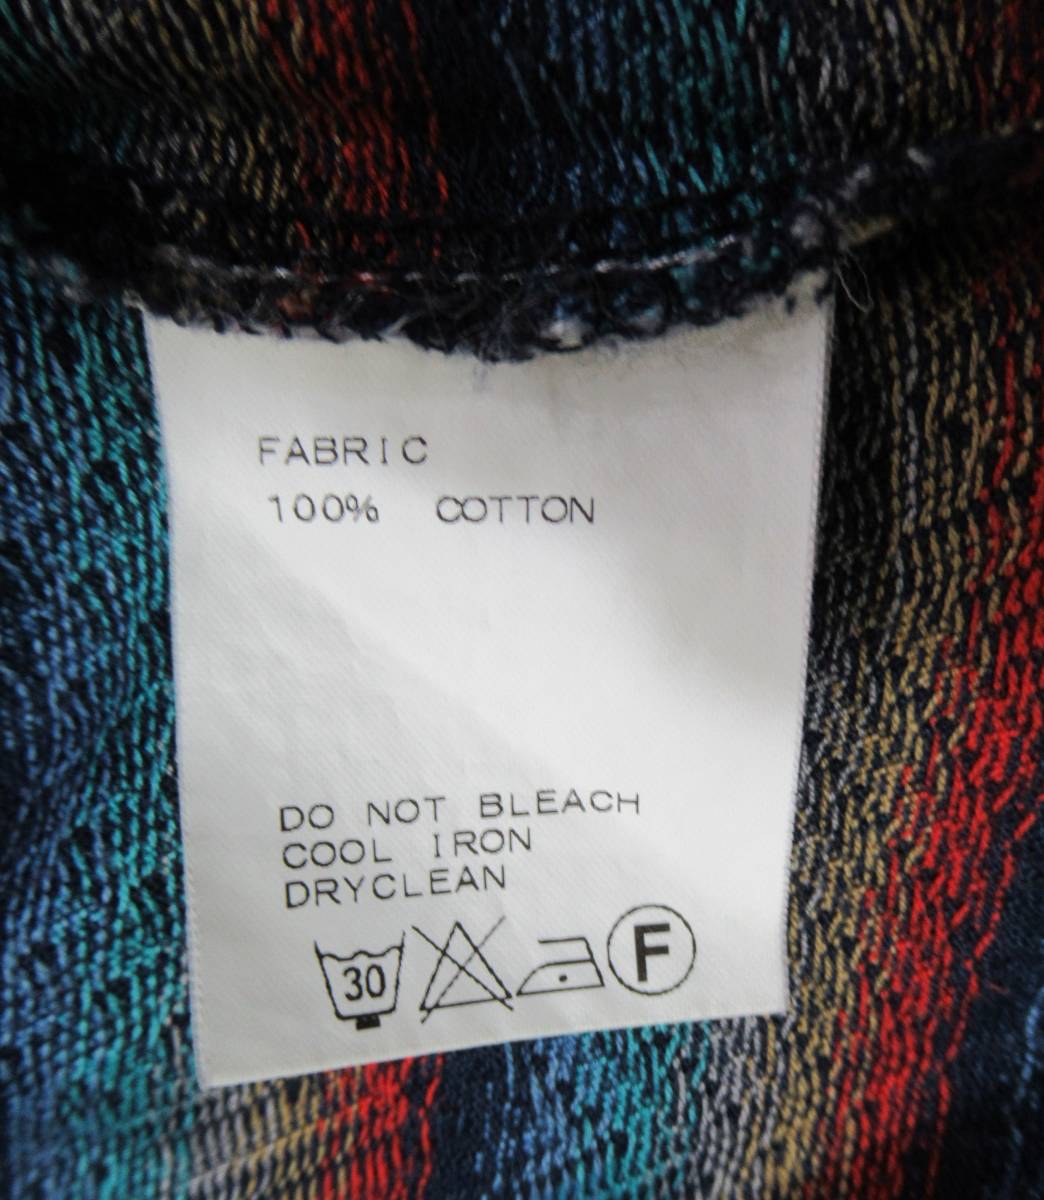 FABRIC
100% COTTON
DO NOT BLEACH
COOL IRON
DRYCLEAN
30 F